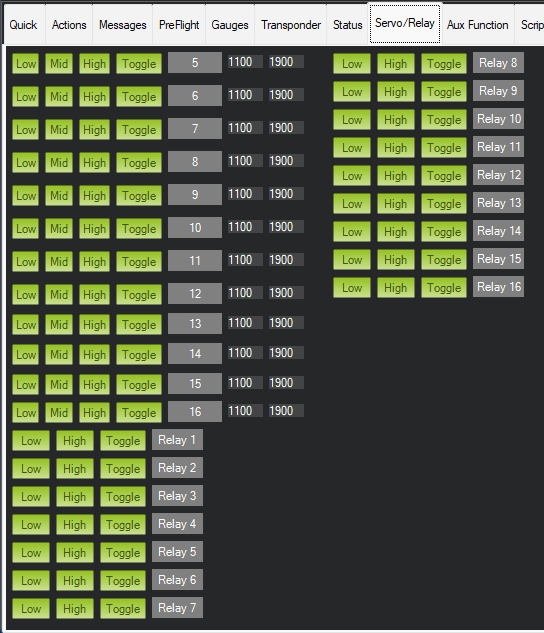 Quick Actions Messages PreFlight Gauges Transponder Status Servo/Relay Aux Function Scrip
Low Mid High Toggle 5 1100 1900
Low Mid High Toggle 6 1100 1900
Low Mid High Toggle 7 1100 1900
Low Mid High Toggle 8 1100 1900
Low Mid High Toggle 9 1100 1900
Low Mid High Toggle 10 1100 1900
Low Mid High Toggle 11 1100 1900
Low Mid High Toggle 12 1100 1900
Low Mid High Toggle 13 1100 1900
Low Mid High Toggle 14 1100 1900
Low Mid High Toggle 15 1100 1900
Low Mid High Toggle 16 1100 1900
Low High Toggle Relay 1
Low High Toggle Relay 2
Low High Toggle Relay 3
Low High Toggle Relay 4
Low High Toggle Relay 5
Low High Toggle Relay 6
Low High Toggle Relay 7
Low High Toggle Relay 8
Low High Toggle Relay 9
Low High Toggle Relay 10
Low High Toggle Relay 11
Low High Toggle Relay 12
Low High Toggle Relay 13
Low High Toggle Relay 14
Low High Toggle Relay 15
Low High Toggle Relay 16